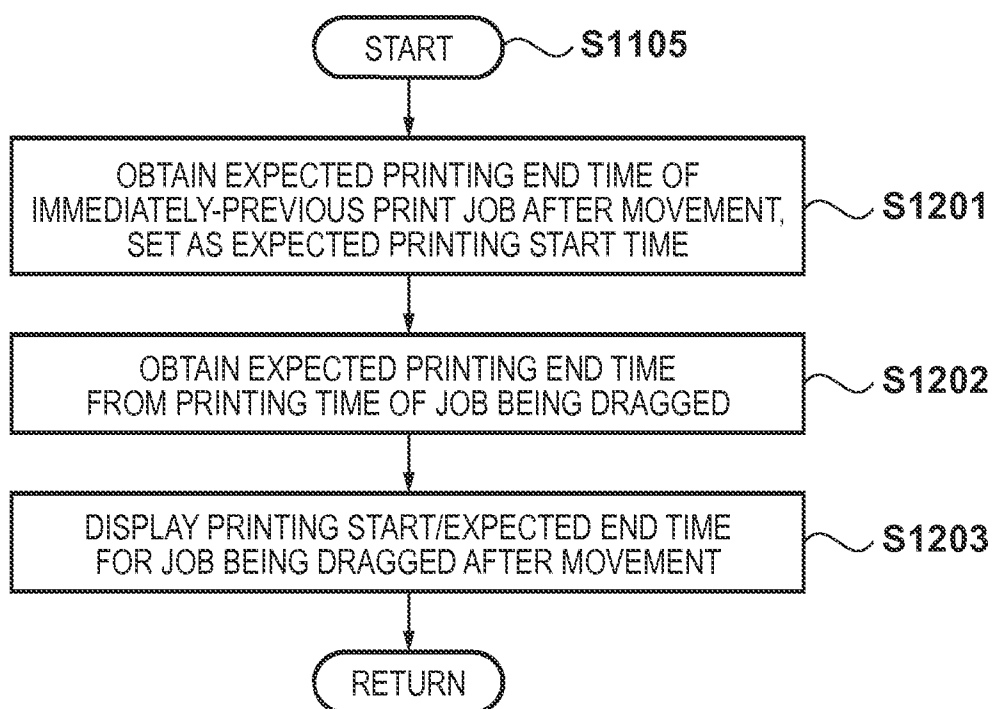 START S1105
OBTAIN EXPECTED PRINTING END TIME OF
IMMEDIATELY-PREVIOUS PRINT JOB AFTER MOVEMENT,
SET AS EXPECTED PRINTING START TIME
S1201
OBTAIN EXPECTED PRINTING END TIME
FROM PRINTING TIME OF JOB BEING DRAGGED
S1202
DISPLAY PRINTING START/EXPECTED END TIME
FOR JOB BEING DRAGGED AFTER MOVEMENT
S1203
RETURN